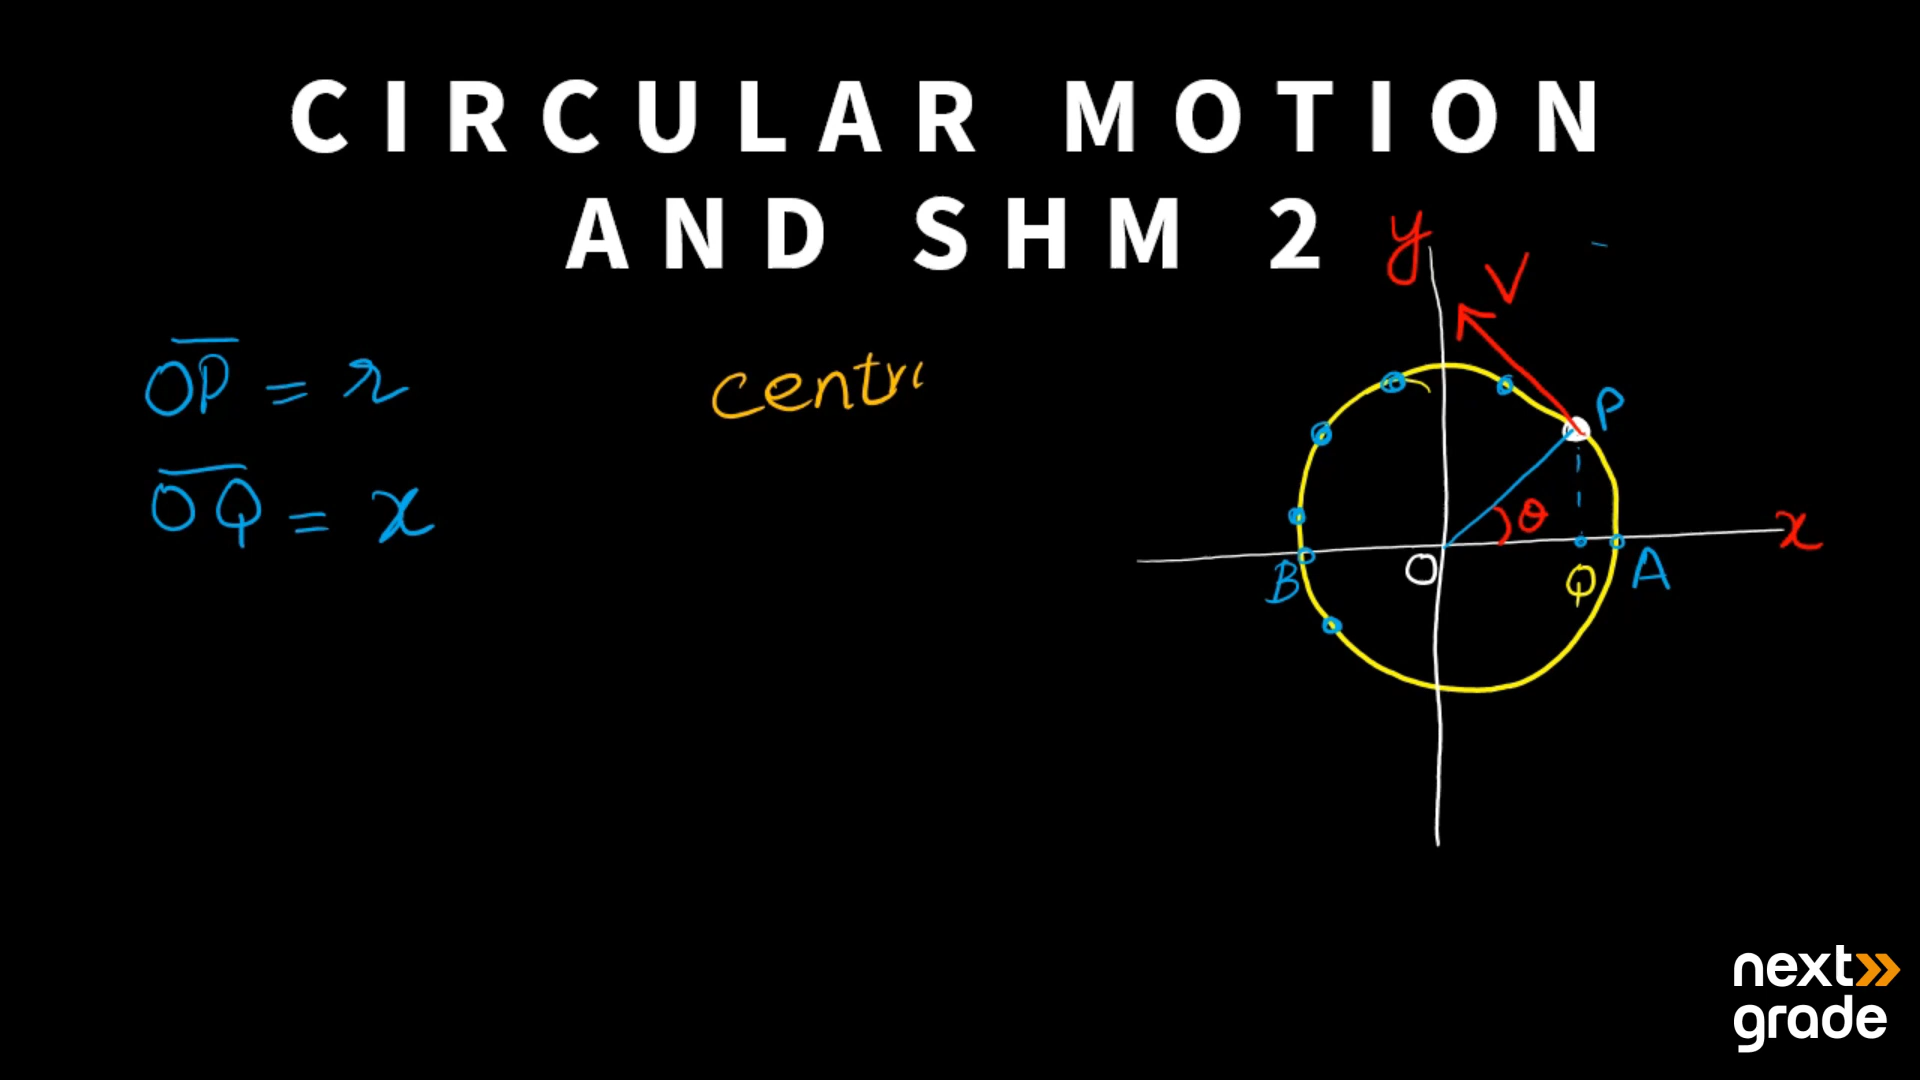 CIRCULAR MOTION
AND SHM 2
y
V
OP = r
centr
P
OQ = x
θ
x
B
O
Q
A
next
grade